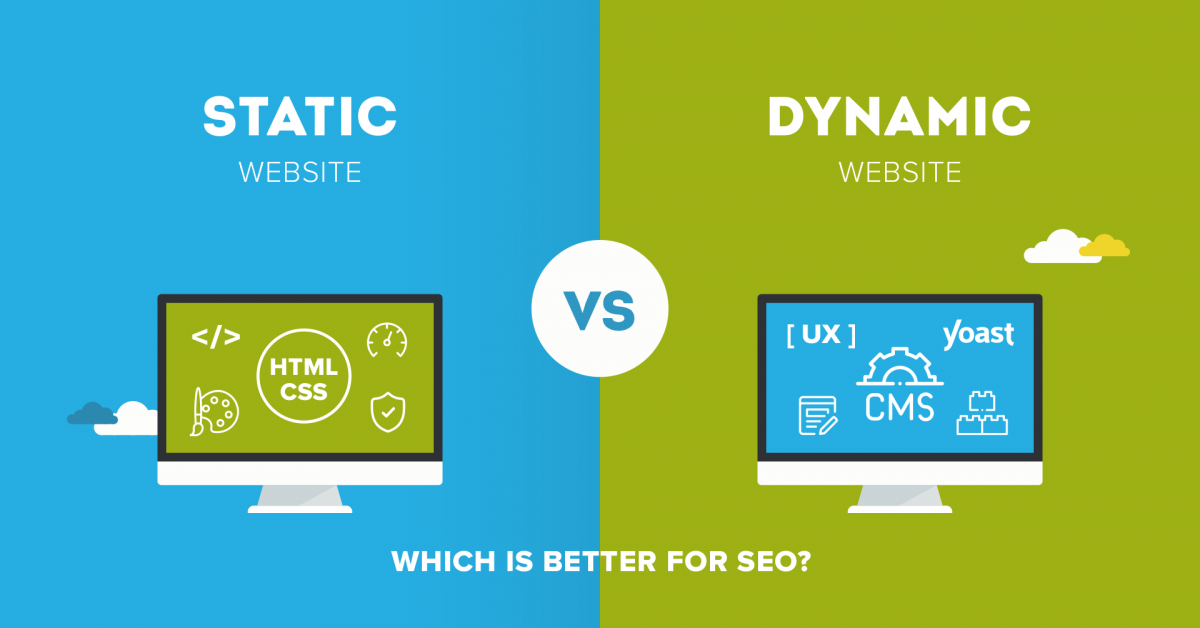 STATIC
WEBSITE
DYNAMIC
WEBSITE
VS
</>
HTML
CSS
[ UX ]
yoast
CMS
WHICH IS BETTER FOR SEO?